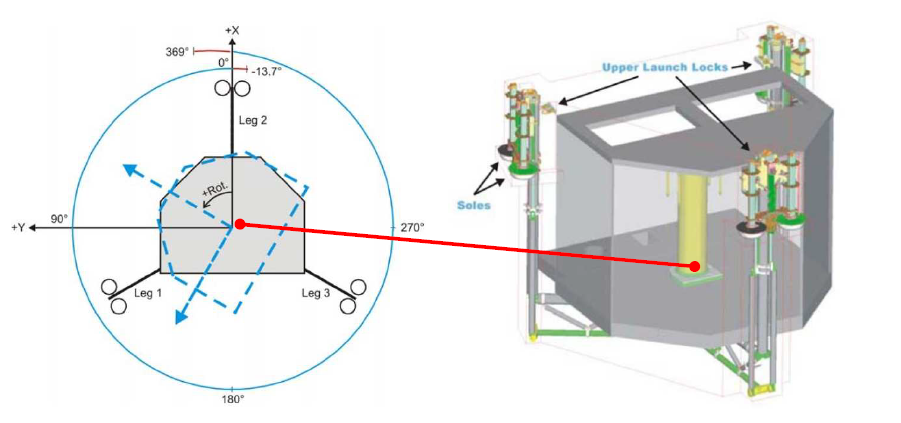 +X
369°
0°
-13.7°
Leg 2
+Rot.
+Y
90°
270°
Leg 1
Leg 3
180°
Upper Launch Locks
Soles